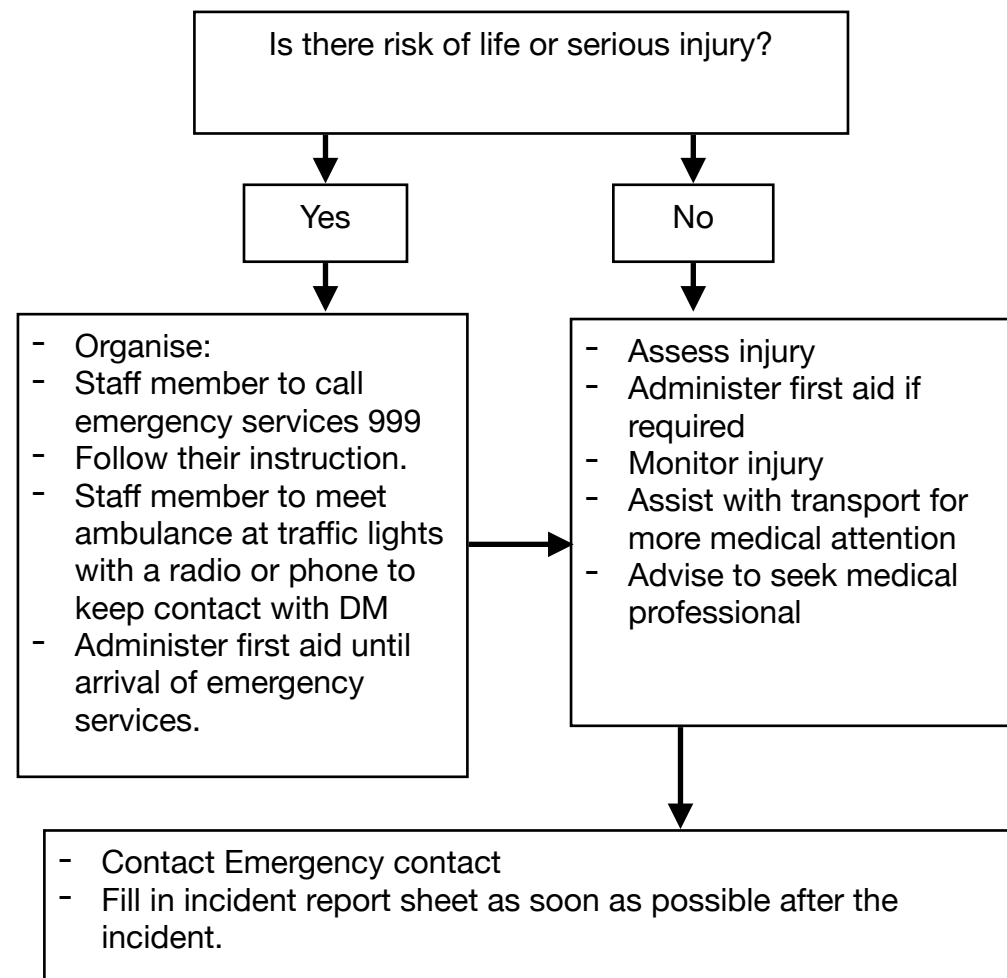 Is there risk of life or serious injury?
Yes
No
- Organise:
- Staff member to call
emergency services 999
- Follow their instruction.
- Staff member to meet
ambulance at traffic lights
with a radio or phone to
keep contact with DM
- Administer first aid until
arrival of emergency
services.
- Assess injury
- Administer first aid if
required
- Monitor injury
- Assist with transport for
more medical attention
- Advise to seek medical
professional
- Contact Emergency contact
- Fill in incident report sheet as soon as possible after the
incident.